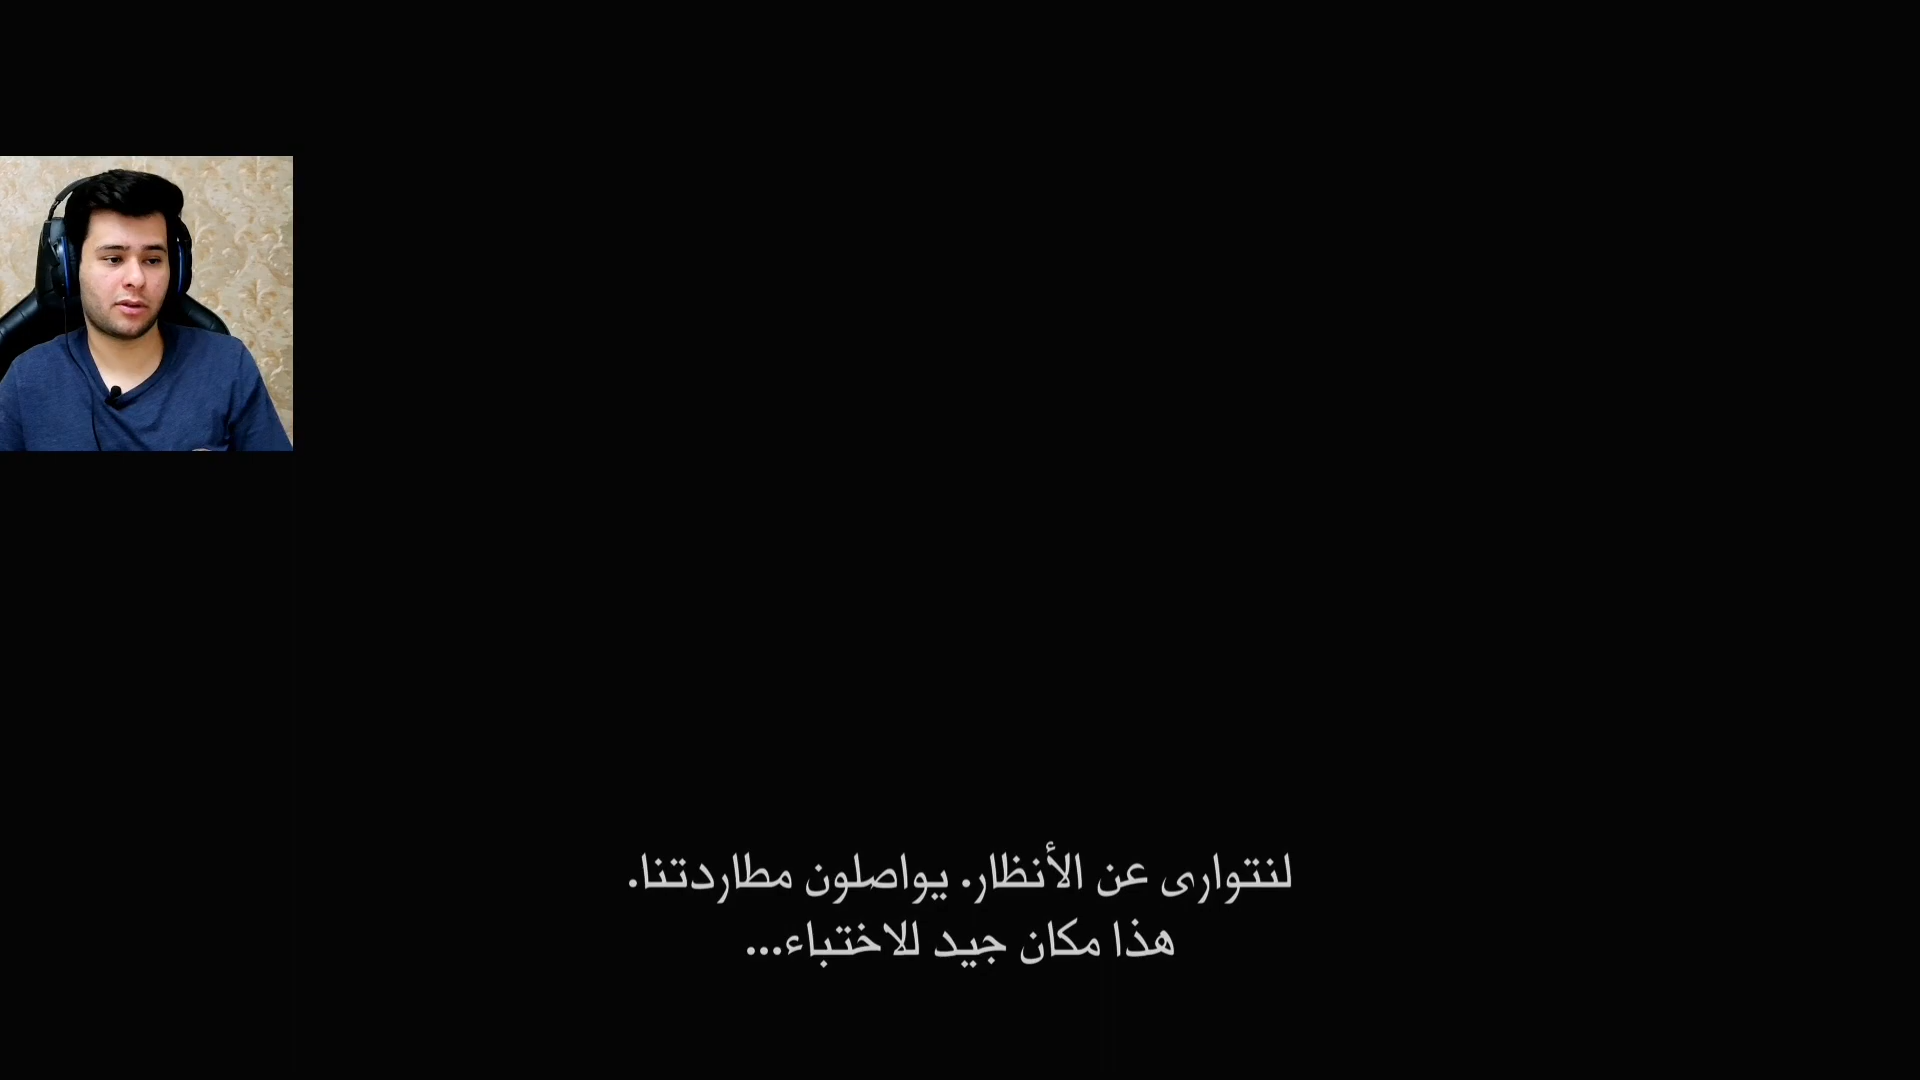 لنتوارى عن الأنظار. يواصلون مطاردتنا.
هذا مكان جيد للاختباء...